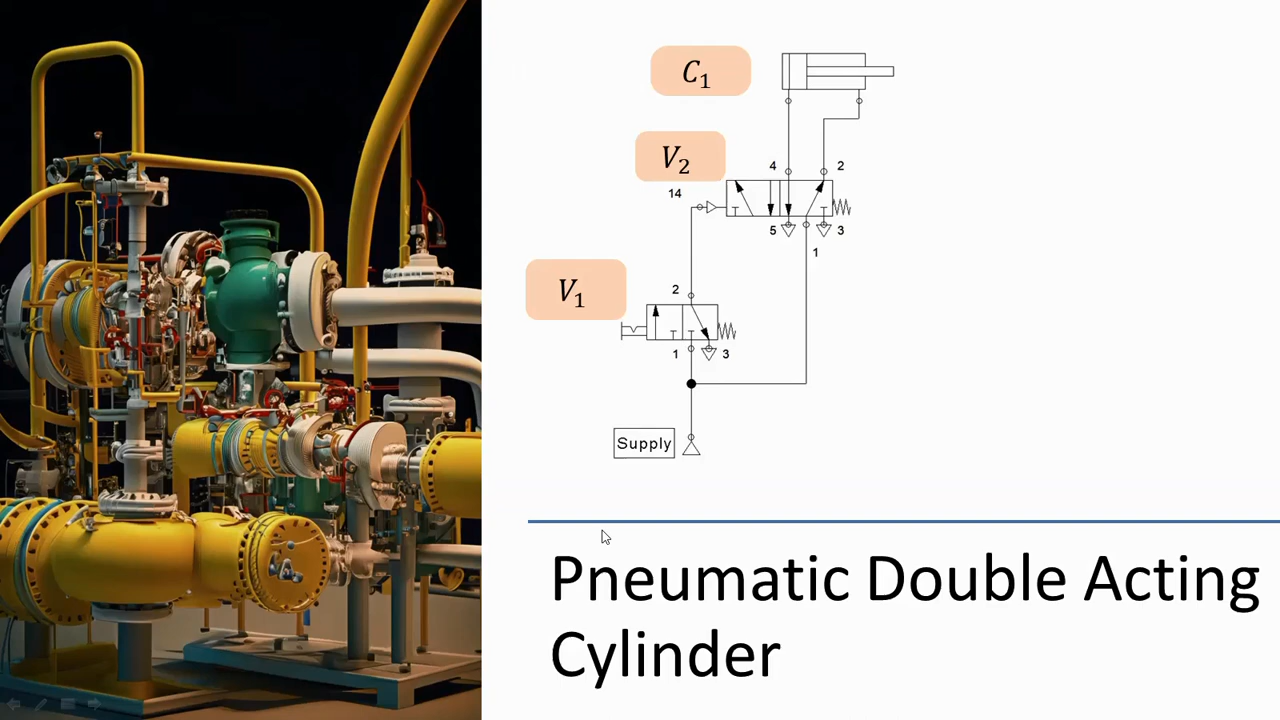 C₁
V₂
4
2
14
5
3
1
V₁
2
1
3
Supply
Pneumatic Double Acting
Cylinder